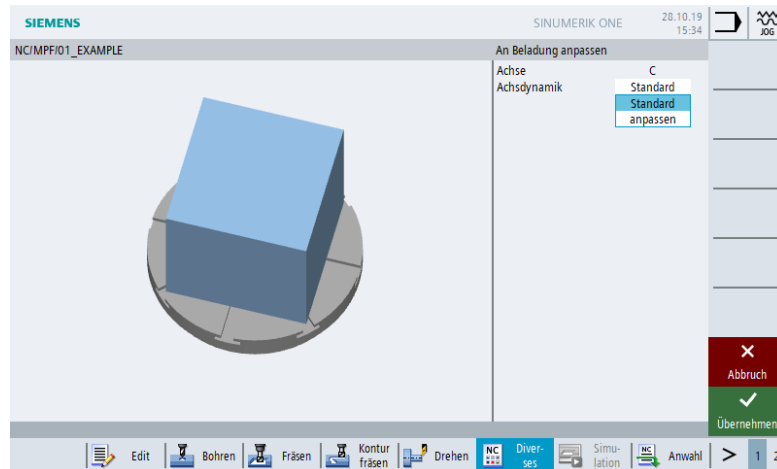 SIEMENS
SINUMERIK ONE
28.10.19
15:34
JOG
NC/MPF/01_EXAMPLE
An Beladung anpassen
Achse C
Achsdynamik Standard
Standard
anpassen
Abbruch
Übernehmen
Edit
Bohren
Fräsen
Kontur
fräsen
Drehen
NC
Diver-
ses
Simu-
lation
NC
Anwahl
>
1